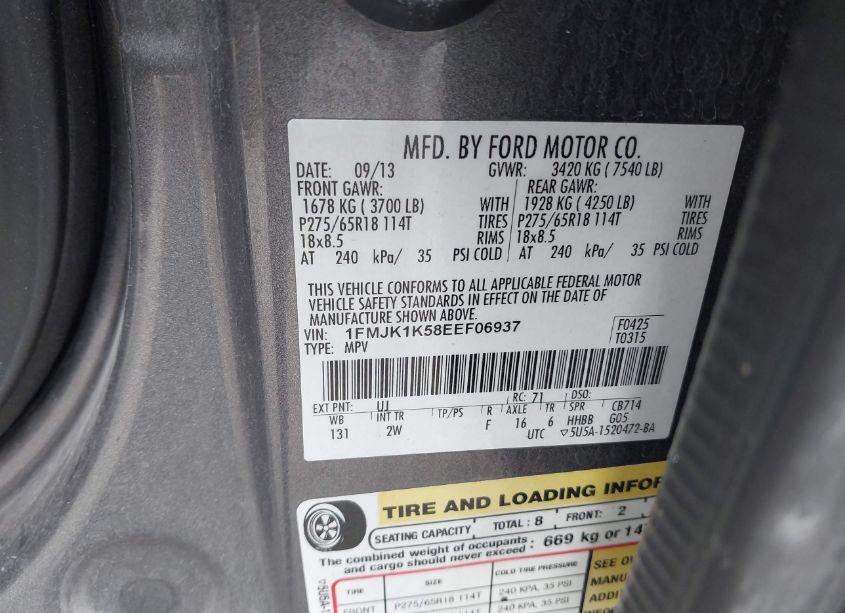 MFD. BY FORD MOTOR CO.
DATE: 09/13 GVWR: 3420 KG ( 7540 LB)
FRONT GAWR: REAR GAWR:
1678 KG ( 3700 LB) WITH 1928 KG ( 4250 LB) WITH
P275/65R18 114T TIRES P275/65R18 114T TIRES
18x8.5 RIMS 18x8.5 RIMS
AT 240 kPa/ 35 PSI COLD AT 240 kPa/ 35 PSI COLD
THIS VEHICLE CONFORMS TO ALL APPLICABLE FEDERAL MOTOR
VEHICLE SAFETY STANDARDS IN EFFECT ON THE DATE OF
MANUFACTURE SHOWN ABOVE.
VIN: 1FMJK1K58EEF06937 F0425
TYPE: MPV T0315
EXT PNT: UJ RC: 71 DSO:
WB INT TR TP/PS R AXLE TR SPR CB714
131 2W F 16 6 HHBB G05
UTC ▽5U5A-1520472-BA
TIRE AND LOADING INFOR
SEATING CAPACITY TOTAL : 8 FRONT: 2
The combined weight of occupants
and cargo should never exceed : 669 kg or 14
TIRE SIZE COLD TIRE PRESSURE SEE
FRONT P275/65R18 114T 240 KPA, 35 PSI